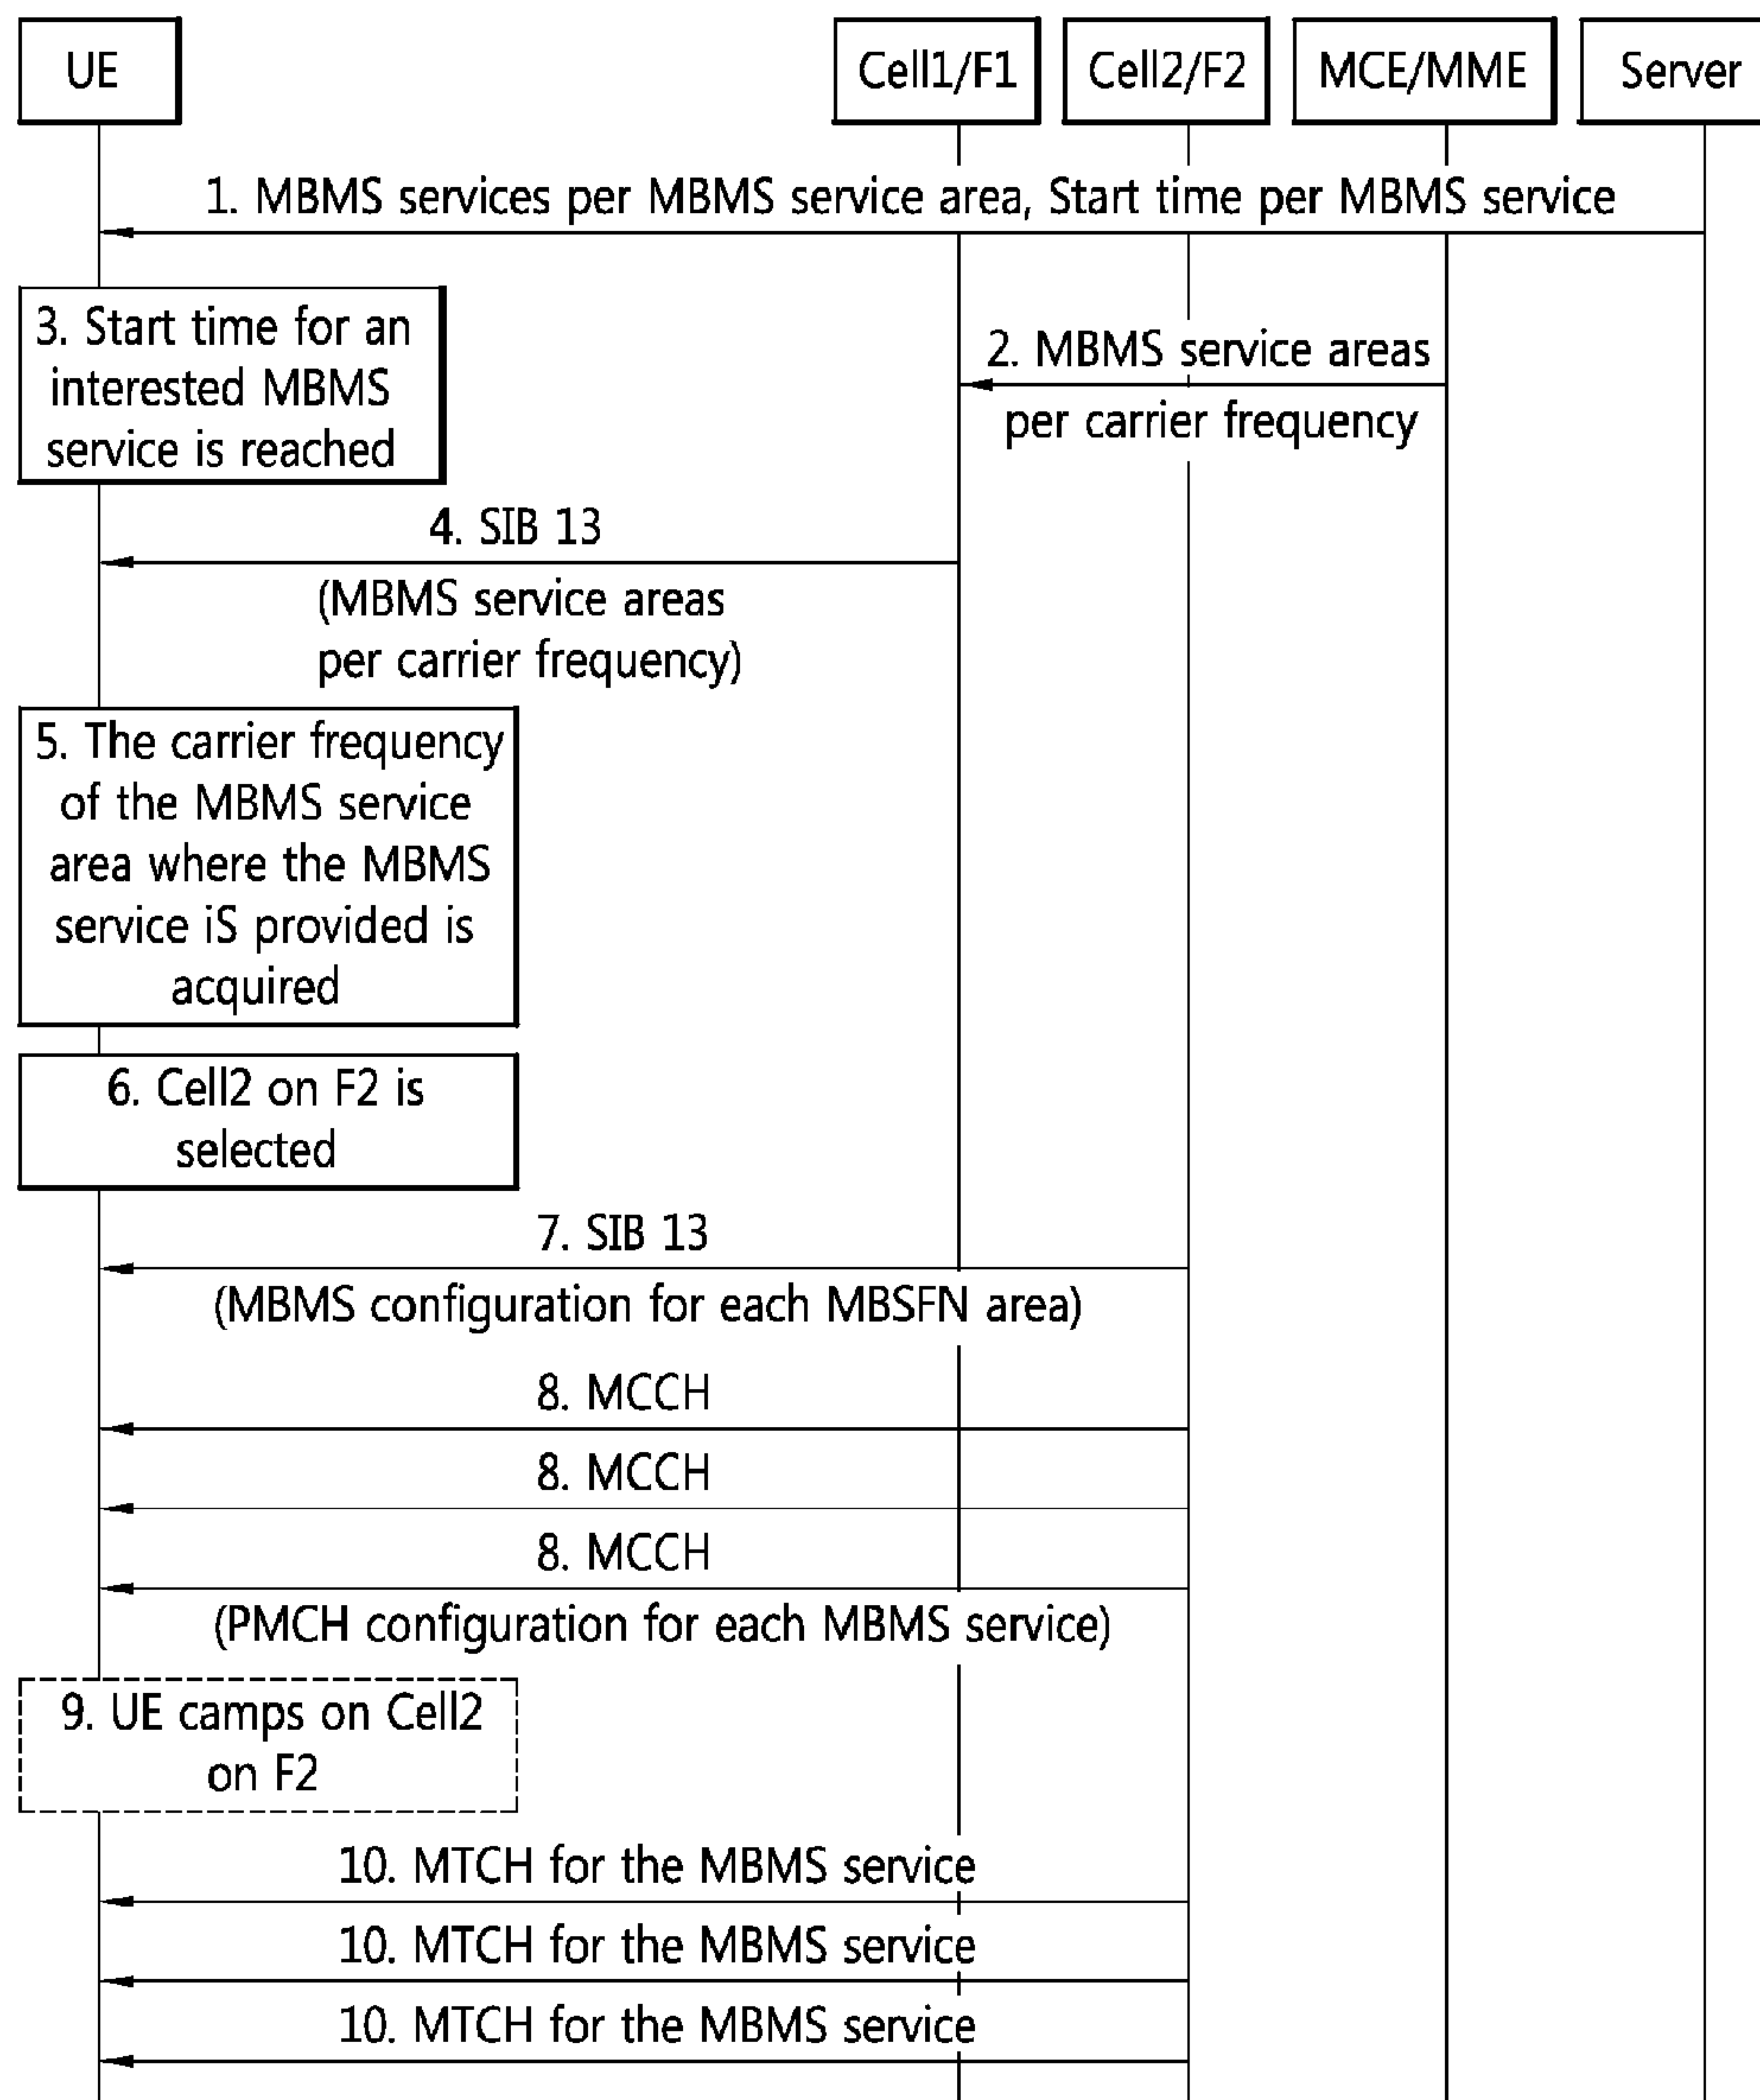 UE
Cell1/F1
Cell2/F2
MCE/MME
Server
1. MBMS services per MBMS service area, Start time per MBMS service
3. Start time for an
interested MBMS
service is reached
2. MBMS service areas
per carrier frequency
4. SIB 13
(MBMS service areas
per carrier frequency)
5. The carrier frequency
of the MBMS service
area where the MBMS
service iS provided is
acquired
6. Cell2 on F2 is
selected
7. SIB 13
(MBMS configuration for each MBSFN area)
8. MCCH
8. MCCH
8. MCCH
(PMCH configuration for each MBMS service)
9. UE camps on Cell2
on F2
10. MTCH for the MBMS service
10. MTCH for the MBMS service
10. MTCH for the MBMS service